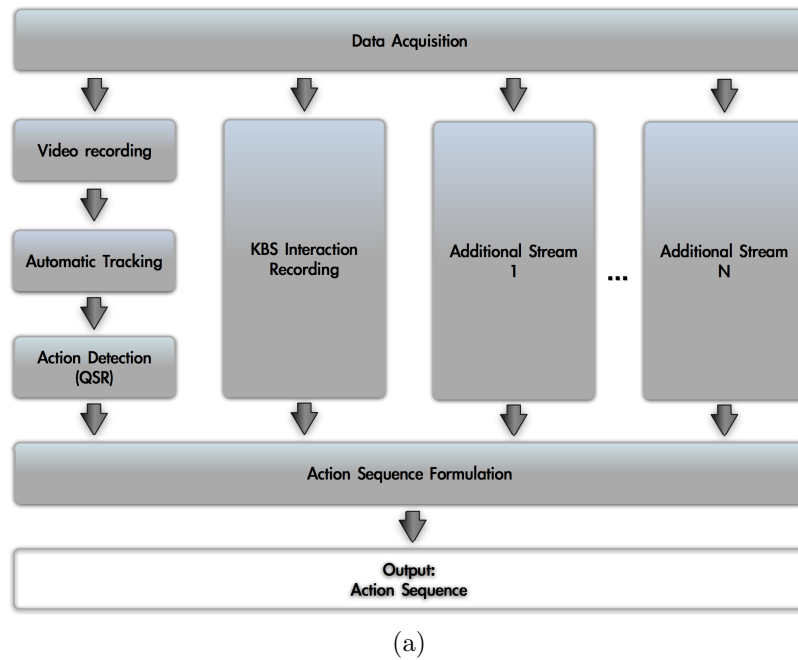 Data Acquisition
Video recording
Automatic Tracking
Action Detection
(QSR)
KBS Interaction
Recording
Additional Stream
1
...
Additional Stream
N
Action Sequence Formulation
Output:
Action Sequence
(a)